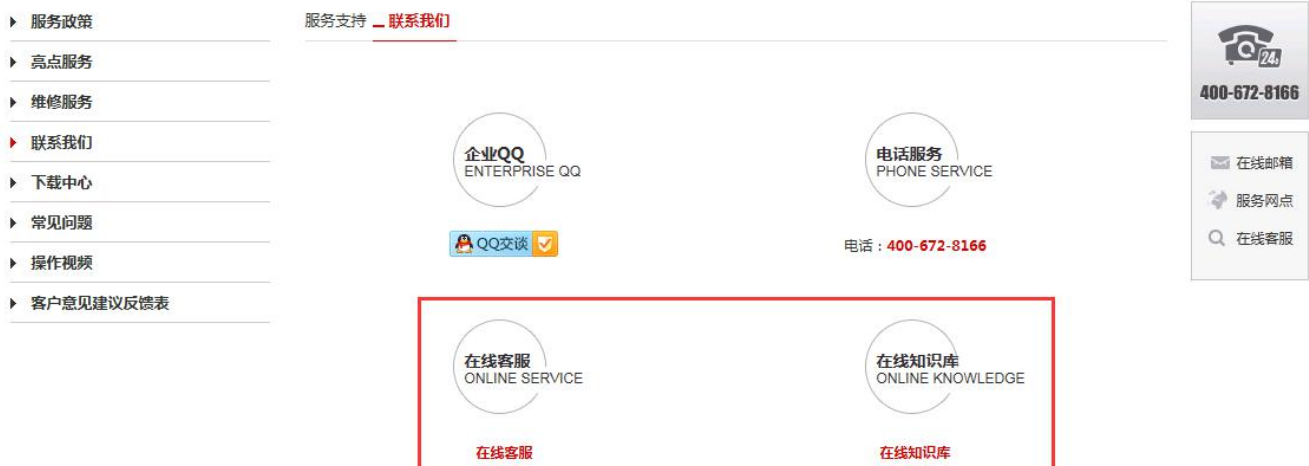 服务政策
亮点服务
维修服务
联系我们
下载中心
常见问题
操作视频
客户意见建议反馈表
服务支持 联系我们
企业QQ
ENTERPRISE QQ
QQ交谈
电话服务
PHONE SERVICE
电话：400-672-8166
在线客服
ONLINE SERVICE
在线客服
在线知识库
ONLINE KNOWLEDGE
在线知识库
24h
400-672-8166
在线邮箱
服务网点
在线客服